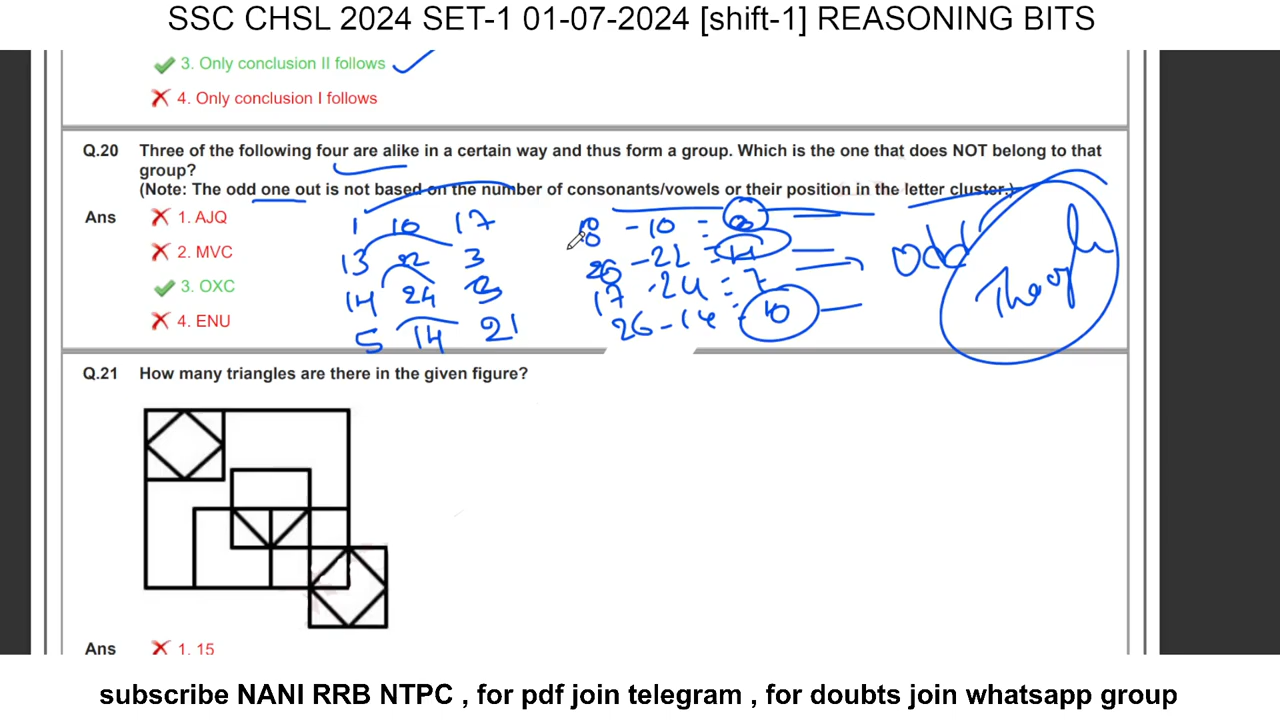 SSC CHSL 2024 SET-1 01-07-2024 [shift-1] REASONING BITS
3. Only conclusion II follows
4. Only conclusion I follows
Q.20 Three of the following four are alike in a certain way and thus form a group. Which is the one that does NOT belong to that
group?
(Note: The odd one out is not based on the number of consonants/vowels or their position in the letter cluster.)
Ans 1. AJQ
1 10 17
- 10 =
2. MVC
13 22 3
26 - 22 =
3. OXC
14 24 3
17 - 24 = 7
4. ENU
5 14 21
26 - 14 = 10
odd
Q.21 How many triangles are there in the given figure?
Ans 1. 15
subscribe NANI RRB NTPC , for pdf join telegram , for doubts join whatsapp group